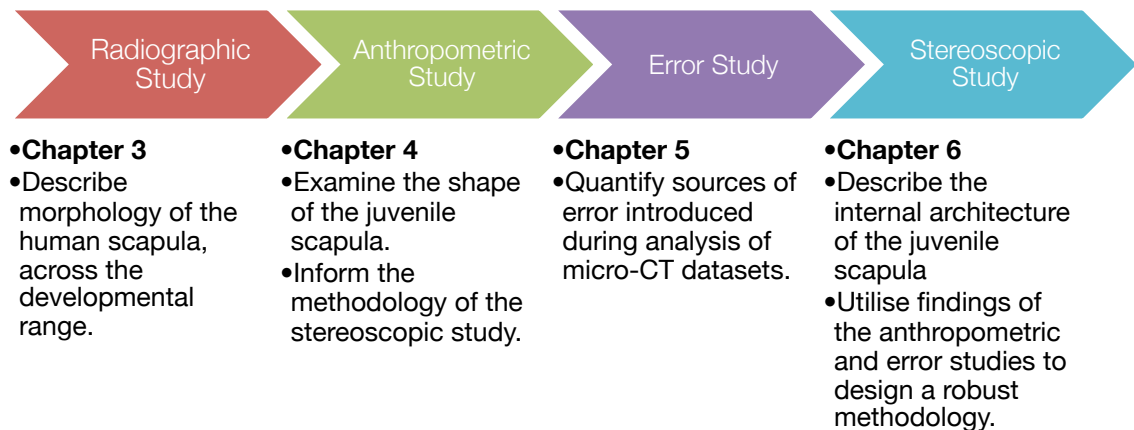 Radiographic
Study
Anthropometric
Study
Error Study
Stereoscopic
Study
•Chapter 3
•Describe
morphology of the
human scapula,
across the
developmental
range.
•Chapter 4
•Examine the shape
of the juvenile
scapula.
•Inform the
methodology of the
stereoscopic study.
•Chapter 5
•Quantify sources of
error introduced
during analysis of
micro-CT datasets.
•Chapter 6
•Describe the
internal architecture
of the juvenile
scapula
•Utilise findings of
the anthropometric
and error studies to
design a robust
methodology.